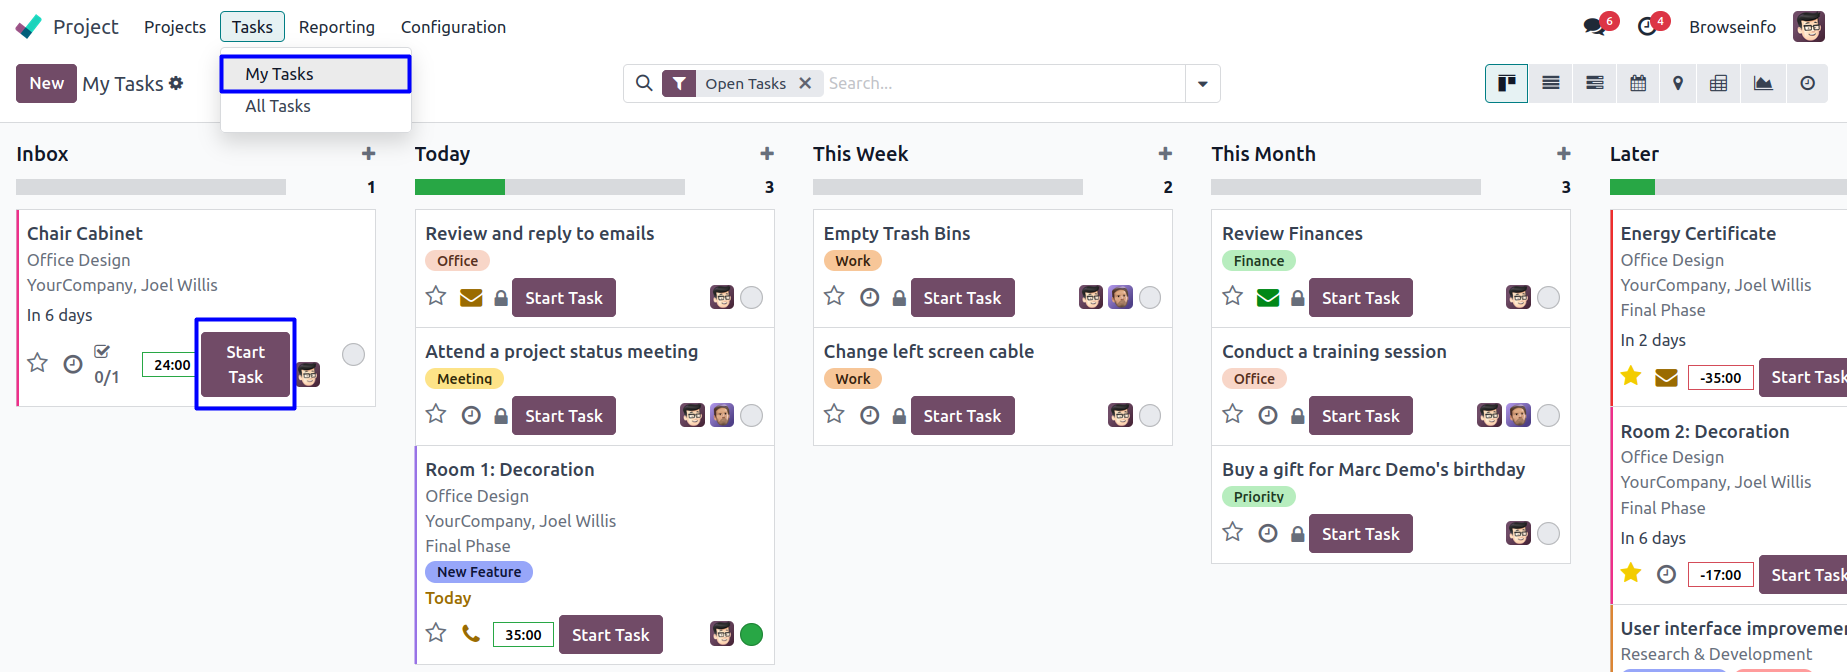 Project
Projects
Tasks
Reporting
Configuration
6
4
Browseinfo
New
My Tasks
My Tasks
All Tasks
Open Tasks
Search...
Inbox
1
Chair Cabinet
Office Design
YourCompany, Joel Willis
In 6 days
0/1
24:00
Start
Task
Today
3
Review and reply to emails
Office
Start Task
Attend a project status meeting
Meeting
Start Task
Room 1: Decoration
Office Design
YourCompany, Joel Willis
Final Phase
New Feature
Today
35:00
Start Task
This Week
2
Empty Trash Bins
Work
Start Task
Change left screen cable
Work
Start Task
This Month
3
Review Finances
Finance
Start Task
Conduct a training session
Office
Start Task
Buy a gift for Marc Demo's birthday
Priority
Start Task
Later
Energy Certificate
Office Design
YourCompany, Joel Willis
Final Phase
In 2 days
-35:00
Start Task
Room 2: Decoration
Office Design
YourCompany, Joel Willis
Final Phase
In 6 days
-17:00
Start Task
User interface improvemen
Research & Development